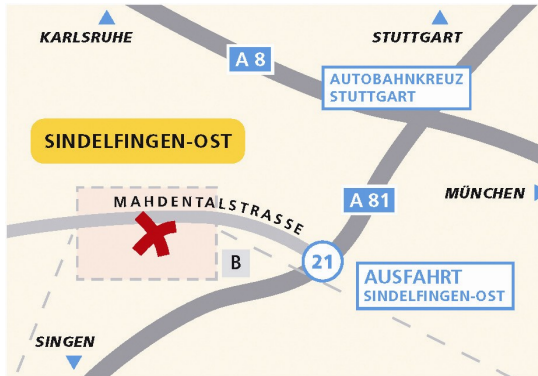 KARLSRUHE
STUTTGART
A 8
AUTOBAHNKREUZ
STUTTGART
SINDELFINGEN-OST
MAHDENTALSTRASSE
A 81
MÜNCHEN
B
21
AUSFAHRT
SINDELFINGEN-OST
SINGEN